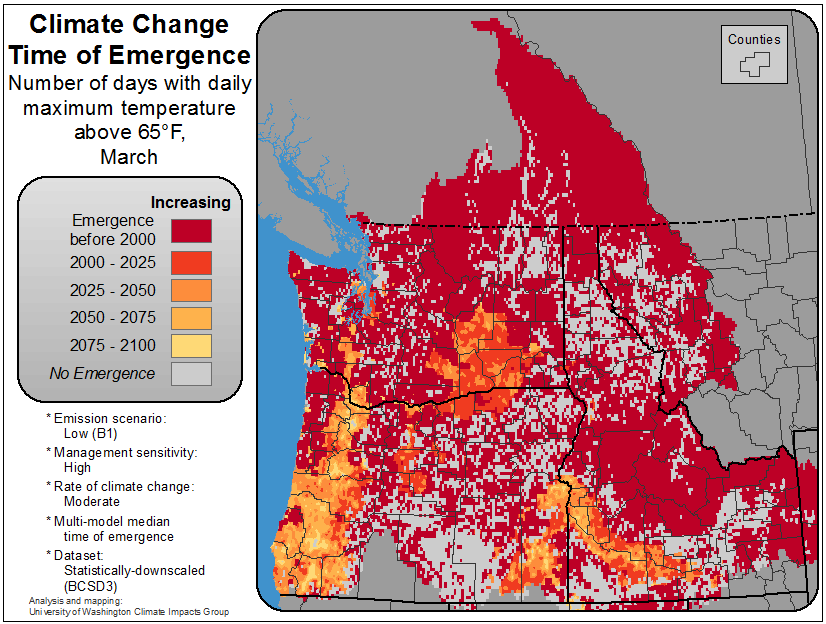 Climate Change
Time of Emergence
Number of days with daily
maximum temperature
above 65°F,
March
Increasing
Emergence
before 2000
2000 - 2025
2025 - 2050
2050 - 2075
2075 - 2100
No Emergence
* Emission scenario:
Low (B1)
* Management sensitivity:
High
* Rate of climate change:
Moderate
* Multi-model median
time of emergence
* Dataset:
Statistically-downscaled
(BCSD3)
Analysis and mapping:
University of Washington Climate Impacts Group
Counties